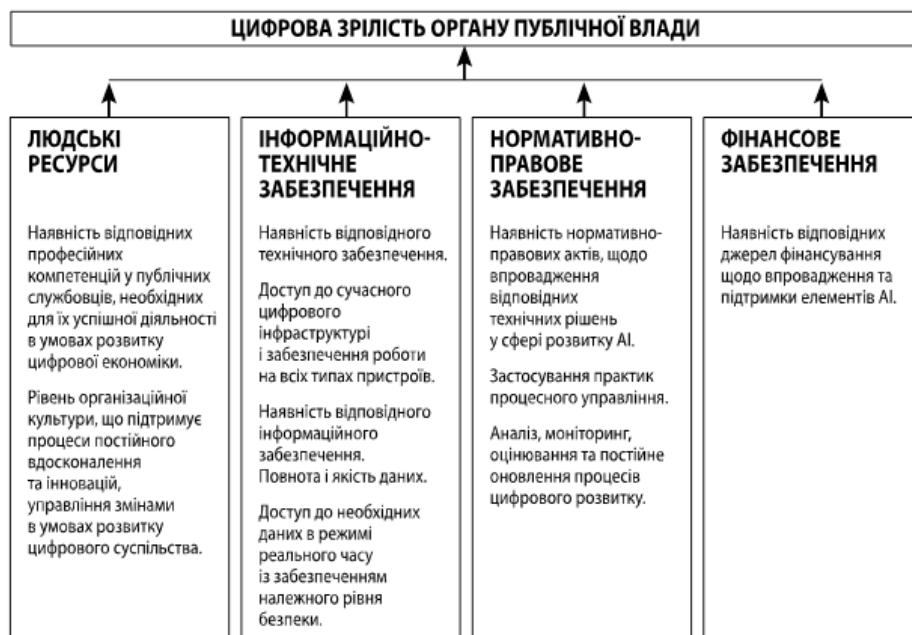 ЦИФРОВА ЗРІЛІСТЬ ОРГАНУ ПУБЛІЧНОЇ ВЛАДИ
ЛЮДСЬКІ
РЕСУРСИ
Наявність відповідних
професійних
компетенцій у публічних
службовців, необхідних
для їх успішної діяльності
в умовах розвитку
цифрової економіки.
Рівень організаційної
культури, що підтримує
процеси постійного
вдосконалення
та інновацій,
управління змінами
в умовах розвитку
цифрового суспільства.
ІНФОРМАЦІЙНО-
ТЕХНІЧНЕ
ЗАБЕЗПЕЧЕННЯ
Наявність відповідного
технічного забезпечення.
Доступ до сучасного
цифрового
інфраструктурі
і забезпечення роботи
на всіх типах пристроїв.
Наявність відповідного
інформаційного
забезпечення.
Повнота і якість даних.
Доступ до необхідних
даних в режимі
реального часу
із забезпеченням
належного рівня
безпеки.
НОРМАТИВНО-
ПРАВОВЕ
ЗАБЕЗПЕЧЕННЯ
Наявність нормативно-
правових актів, щодо
впровадження
відповідних
технічних рішень
у сфері розвитку АІ.
Застосування практик
процесного управління.
Аналіз, моніторинг,
оцінювання та постійне
оновлення процесів
цифрового розвитку.
ФІНАНСОВЕ
ЗАБЕЗПЕЧЕННЯ
Наявність відповідних
джерел фінансування
щодо впровадження та
підтримки елементів АІ.